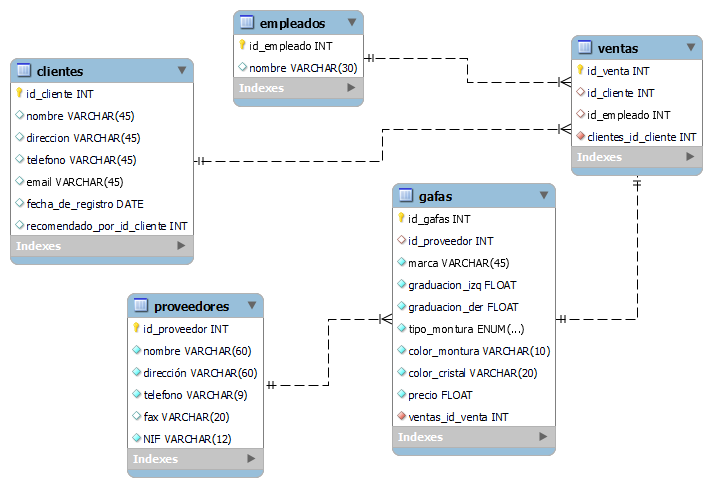 empleados
id_empleado INT
nombre VARCHAR(30)
Indexes
clientes
id_cliente INT
nombre VARCHAR(45)
direccion VARCHAR(45)
telefono VARCHAR(45)
email VARCHAR(45)
fecha_de_registro DATE
recomendado_por_id_cliente INT
Indexes
ventas
id_venta INT
id_cliente INT
id_empleado INT
clientes_id_cliente INT
Indexes
gafas
id_gafas INT
id_proveedor INT
marca VARCHAR(45)
graduacion_izq FLOAT
graduacion_der FLOAT
tipo_montura ENUM(...)
color_montura VARCHAR(10)
color_cristal VARCHAR(20)
precio FLOAT
ventas_id_venta INT
Indexes
proveedores
id_proveedor INT
nombre VARCHAR(60)
dirección VARCHAR(60)
telefono VARCHAR(9)
fax VARCHAR(20)
NIF VARCHAR(12)
Indexes